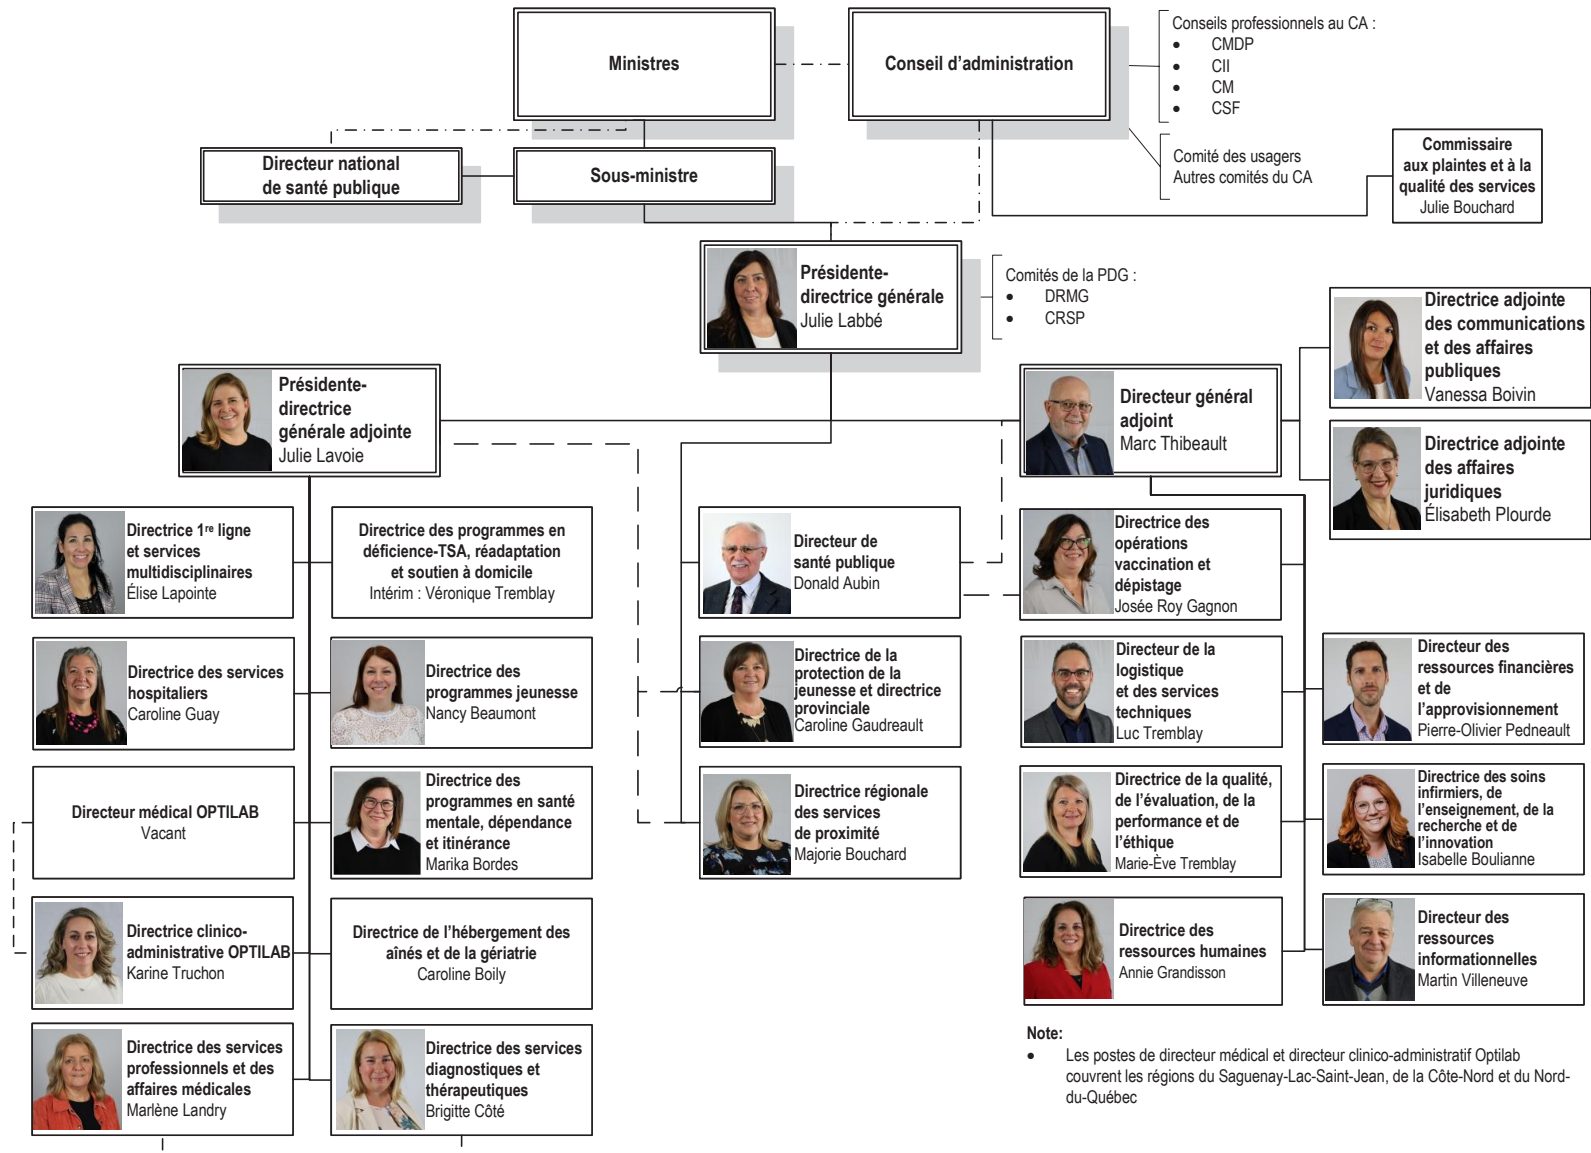 Ministres
Conseil d’administration
Conseils professionnels au CA :
• CMDP
• CII
• CM
• CSF
Directeur national
de santé publique
Sous-ministre
Comité des usagers
Autres comités du CA
Commissaire
aux plaintes et à la
qualité des services
Julie Bouchard
Présidente-
directrice générale
Julie Labbé
Comités de la PDG :
• DRMG
• CRSP
Directrice adjointe
des communications
et des affaires
publiques
Vanessa Boivin
Présidente-
directrice
générale adjointe
Julie Lavoie
Directeur général
adjoint
Marc Thibeault
Directrice adjointe
des affaires
juridiques
Élisabeth Plourde
Directrice 1re ligne
et services
multidisciplinaires
Élise Lapointe
Directrice des programmes en
déficience-TSA, réadaptation
et soutien à domicile
Intérim : Véronique Tremblay
Directeur de
santé publique
Donald Aubin
Directrice des
opérations
vaccination et
dépistage
Josée Roy Gagnon
Directrice des services
hospitaliers
Caroline Guay
Directrice des
programmes jeunesse
Nancy Beaumont
Directrice de la
protection de la
jeunesse et directrice
provinciale
Caroline Gaudreault
Directeur de la
logistique
et des services
techniques
Luc Tremblay
Directeur des
ressources financières
et de
l’approvisionnement
Pierre-Olivier Pedneault
Directeur médical OPTILAB
Vacant
Directrice des
programmes en santé
mentale, dépendance
et itinérance
Marika Bordes
Directrice régionale
des services
de proximité
Majorie Bouchard
Directrice de la qualité,
de l’évaluation, de la
performance et de
l’éthique
Marie-Ève Tremblay
Directrice des soins
infirmiers, de
l’enseignement, de la
recherche et de
l’innovation
Isabelle Boulianne
Directrice clinico-
administrative OPTILAB
Karine Truchon
Directrice de l’hébergement des
aînés et de la gériatrie
Caroline Boily
Directrice des
ressources humaines
Annie Grandisson
Directeur des
ressources
informationnelles
Martin Villeneuve
Directrice des services
professionnels et des
affaires médicales
Marlène Landry
Directrice des services
diagnostiques et
thérapeutiques
Brigitte Côté
Note:
• Les postes de directeur médical et directeur clinico-administratif Optilab
couvrent les régions du Saguenay-Lac-Saint-Jean, de la Côte-Nord et du Nord-
du-Québec